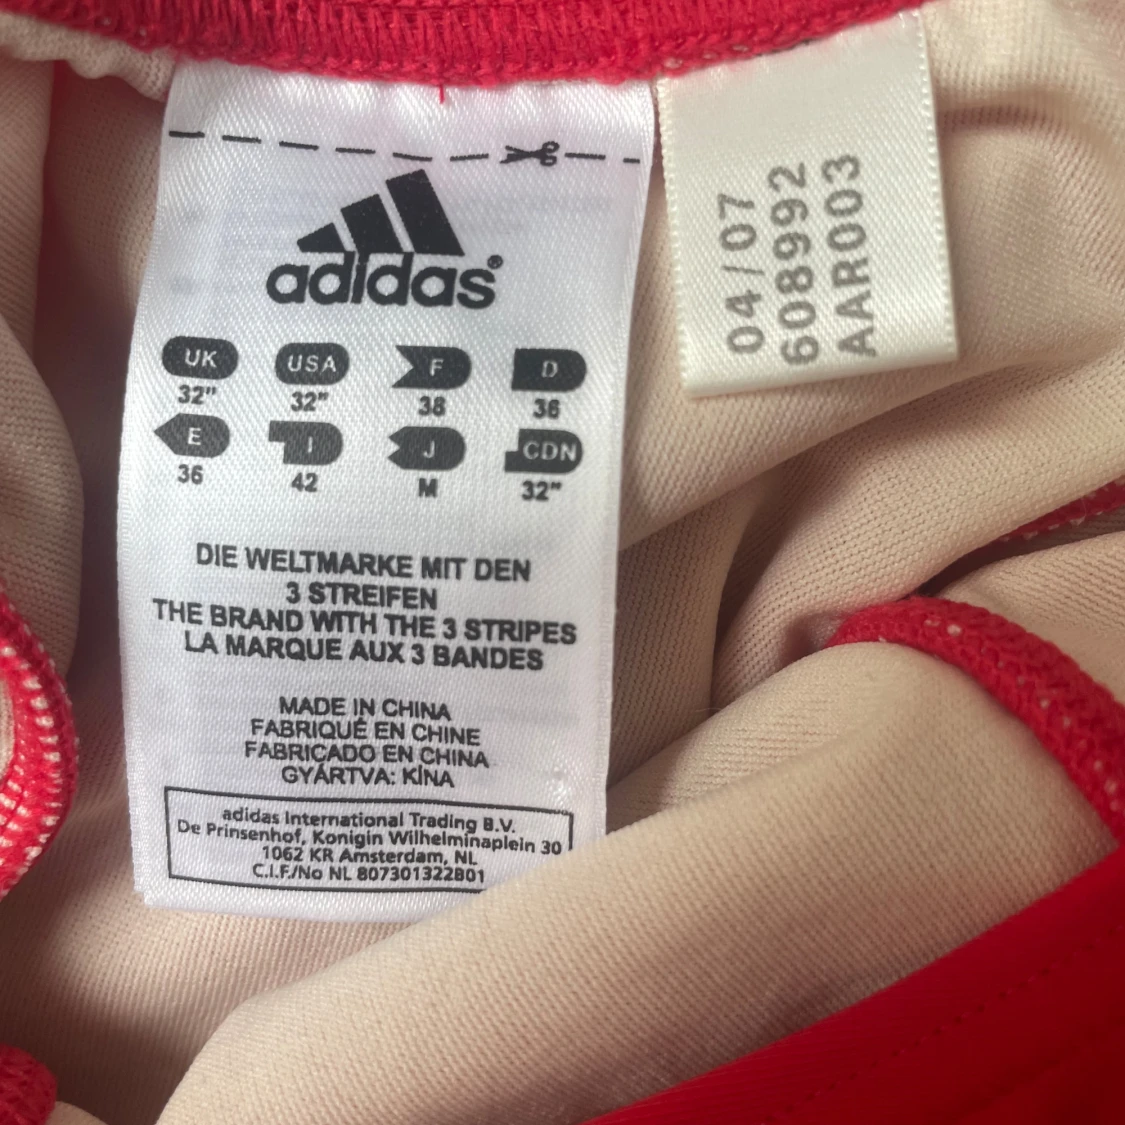 adidas®
UK USA F D
32" 32" 38 36
E I J CDN
36 42 M 32"
DIE WELTMARKE MIT DEN
3 STREIFEN
THE BRAND WITH THE 3 STRIPES
LA MARQUE AUX 3 BANDES
MADE IN CHINA
FABRIQUÉ EN CHINE
FABRICADO EN CHINA
GYÁRTVA: KÍNA
adidas International Trading B.V.
De Prinsenhof, Konigin Wilhelminaplein 30
1062 KR Amsterdam, NL
C.I.F./No NL 807301322B01
04/07
608992
AAR003